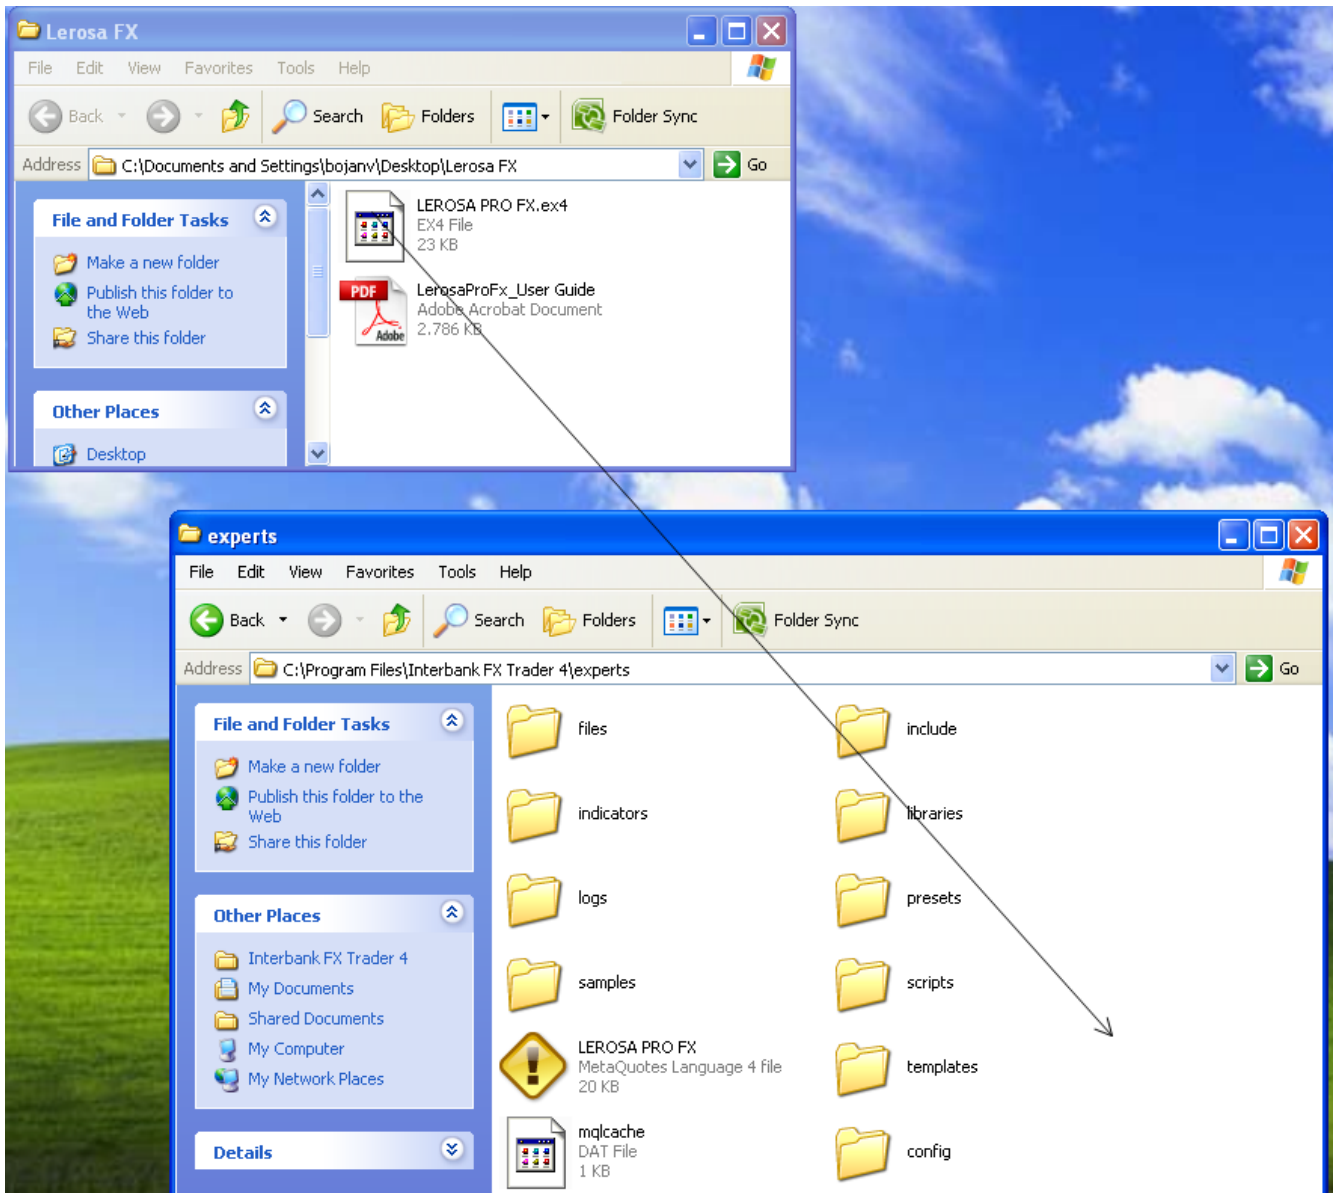 Lerosa FX
File Edit View Favorites Tools Help
Back Search Folders Folder Sync
Address C:\Documents and Settings\bojanv\Desktop\Lerosa FX Go
File and Folder Tasks
Make a new folder
Publish this folder to
the Web
Share this folder
Other Places
Desktop
LEROSA PRO FX.ex4
EX4 File
23 KB
PDF
Adobe
LerosaProFx_User Guide
Adobe Acrobat Document
2.786 KB
experts
File Edit View Favorites Tools Help
Back Search Folders Folder Sync
Address C:\Program Files\Interbank FX Trader 4\experts Go
File and Folder Tasks
Make a new folder
Publish this folder to the
Web
Share this folder
Other Places
Interbank FX Trader 4
My Documents
Shared Documents
My Computer
My Network Places
Details
files
include
indicators
libraries
logs
presets
samples
scripts
LEROSA PRO FX
MetaQuotes Language 4 file
20 KB
templates
mqlcache
DAT File
1 KB
config